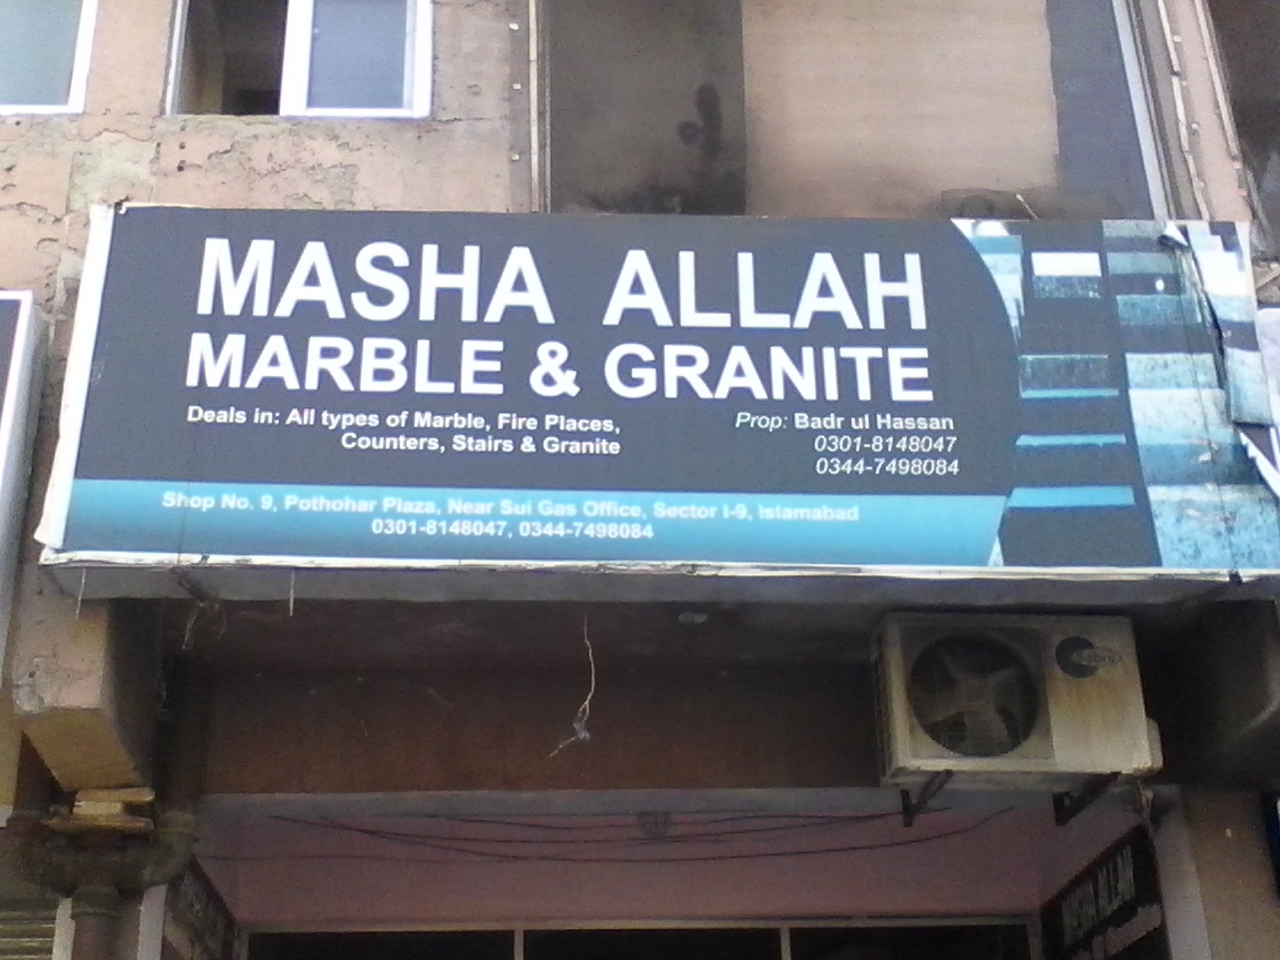 MASHA ALLAH
MARBLE & GRANITE
Deals in: All types of Marble, Fire Places,
Counters, Stairs & Granite
Prop: Badr ul Hassan
0301-8148047
0344-7498084
Shop No. 9, Pothohar Plaza, Near Sui Gas Office, Sector I-9, Islamabad
0301-8148047, 0344-7498084
MASHA ALLAH